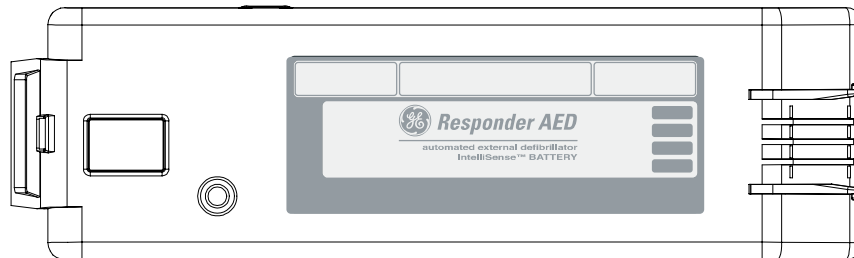 GE Responder AED
automated external defibrillator
IntelliSense™ BATTERY